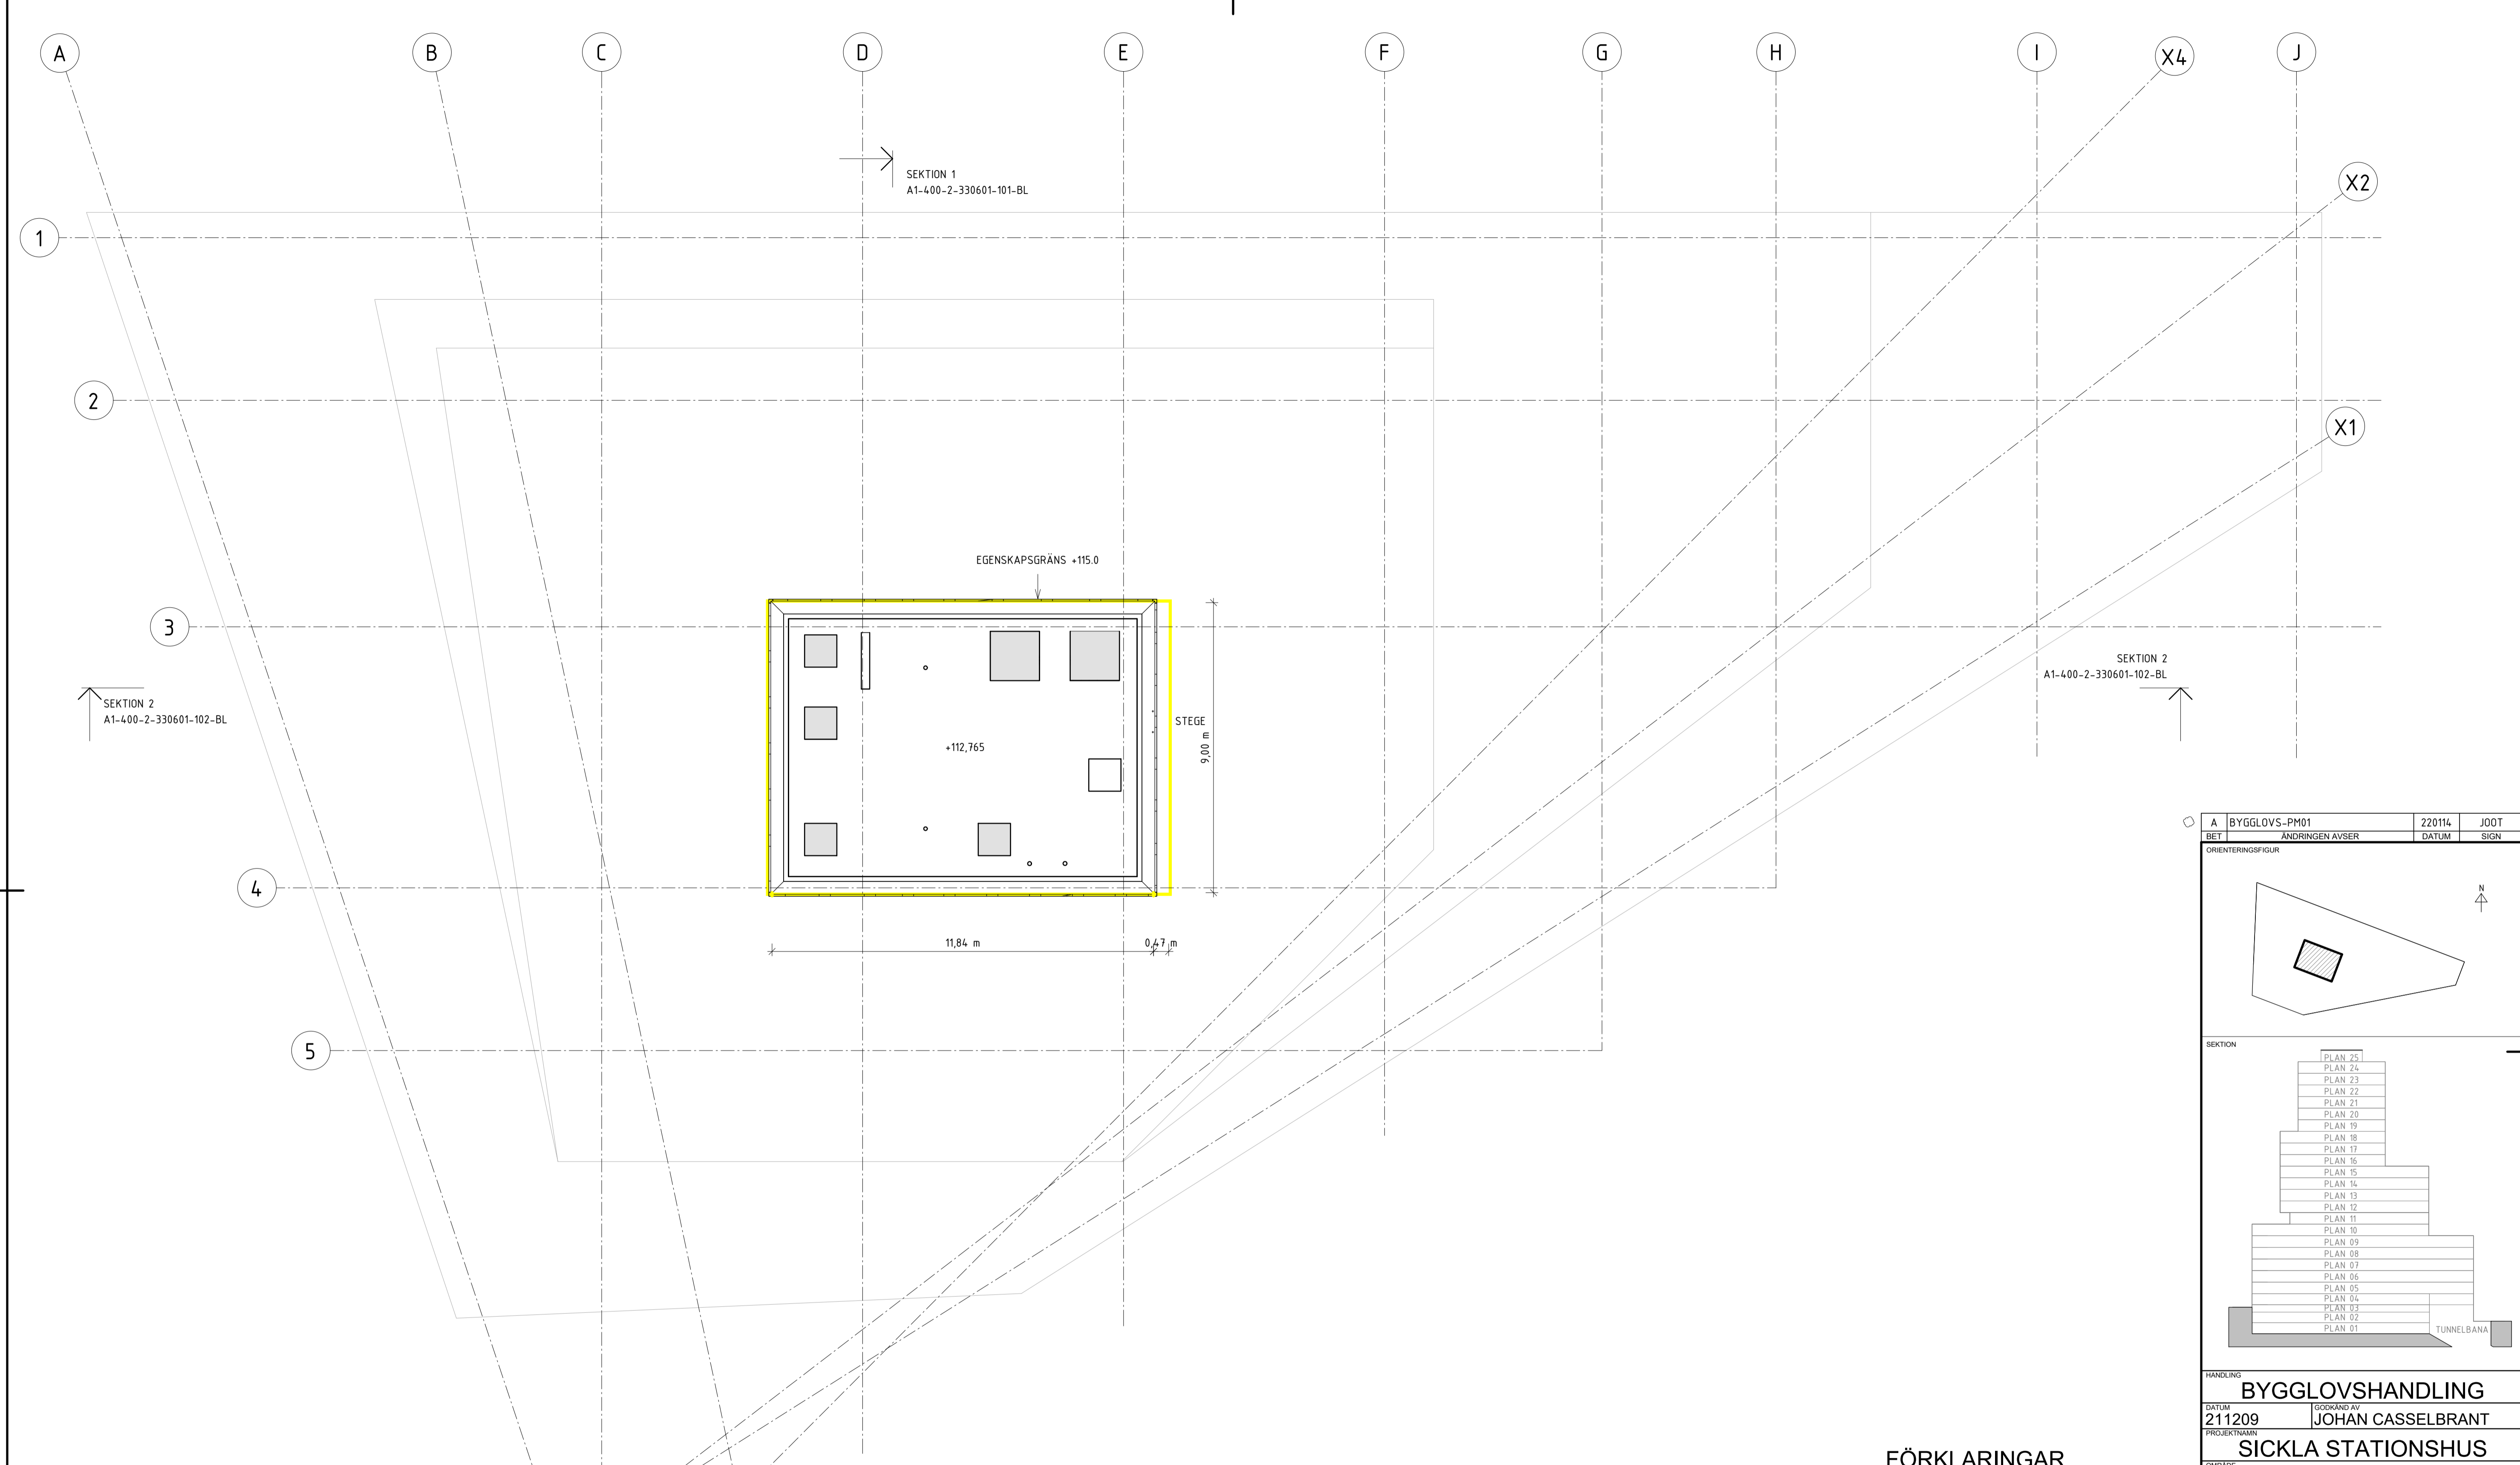 A
B
C
D
E
F
G
H
I
X4
J
X2
X1
1
2
3
4
5
SEKTION 1
A1-400-2-330601-101-BL
EGENSKAPSGRÄNS +115.0
SEKTION 2
A1-400-2-330601-102-BL
SEKTION 2
A1-400-2-330601-102-BL
STEGE
9,00 m
+112,765
11,84 m
0,47 m
A BYGGLOVS-PM01 220114 JOOT
BET ÄNDRINGEN AVSER DATUM SIGN
ORIENTERINGSFIGUR
N
SEKTION
PLAN 25
PLAN 24
PLAN 23
PLAN 22
PLAN 21
PLAN 20
PLAN 19
PLAN 18
PLAN 17
PLAN 16
PLAN 15
PLAN 14
PLAN 13
PLAN 12
PLAN 11
PLAN 10
PLAN 09
PLAN 08
PLAN 07
PLAN 06
PLAN 05
PLAN 04
PLAN 03
PLAN 02
PLAN 01
TUNNELBANA
HANDLING
BYGGLOVSHANDLING
DATUM GODKÄND AV
211209 JOHAN CASSELBRANT
PROJEKTNAMN
SICKLA STATIONSHUS
OMRÅDE
FÖRKLARINGAR